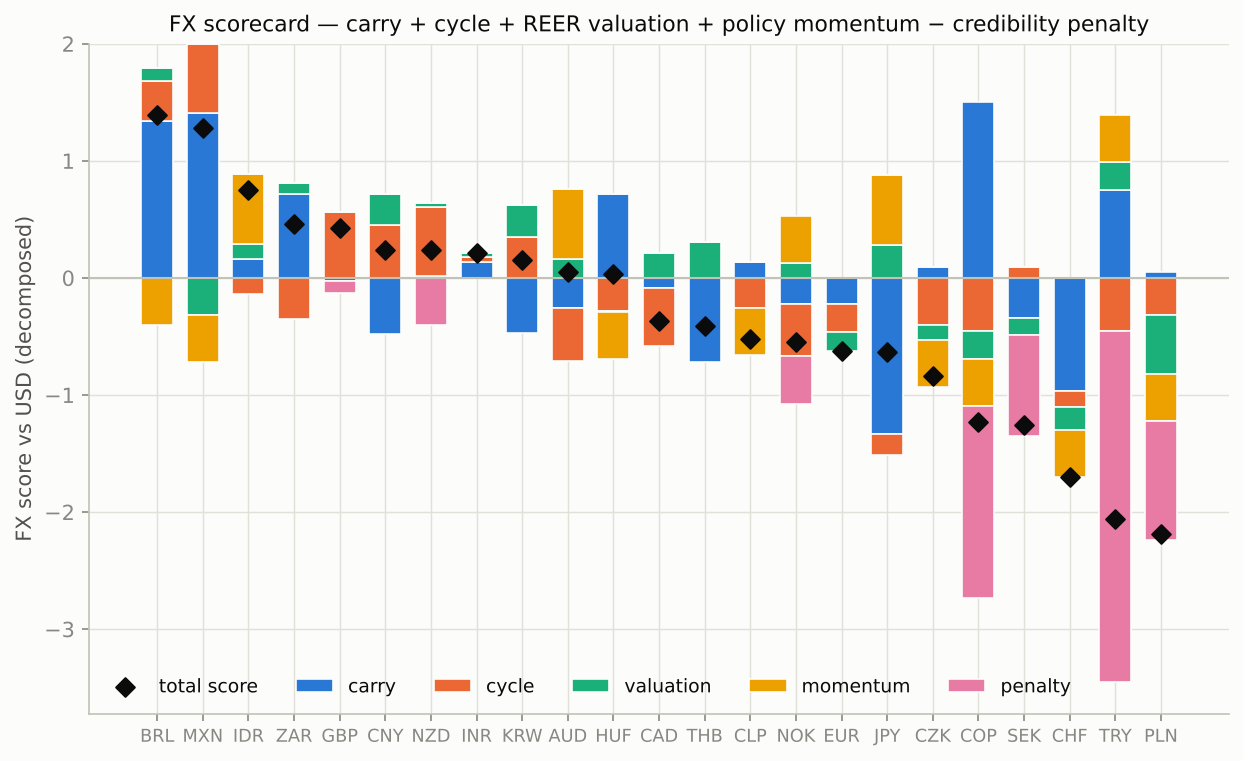 FX scorecard — carry + cycle + REER valuation + policy momentum − credibility penalty
FX score vs USD (decomposed)
2
1
0
−1
−2
−3
total score carry cycle valuation momentum penalty
BRL MXN IDR ZAR GBP CNY NZD INR KRW AUD HUF CAD THB CLP NOK EUR JPY CZK COP SEK CHF TRY PLN